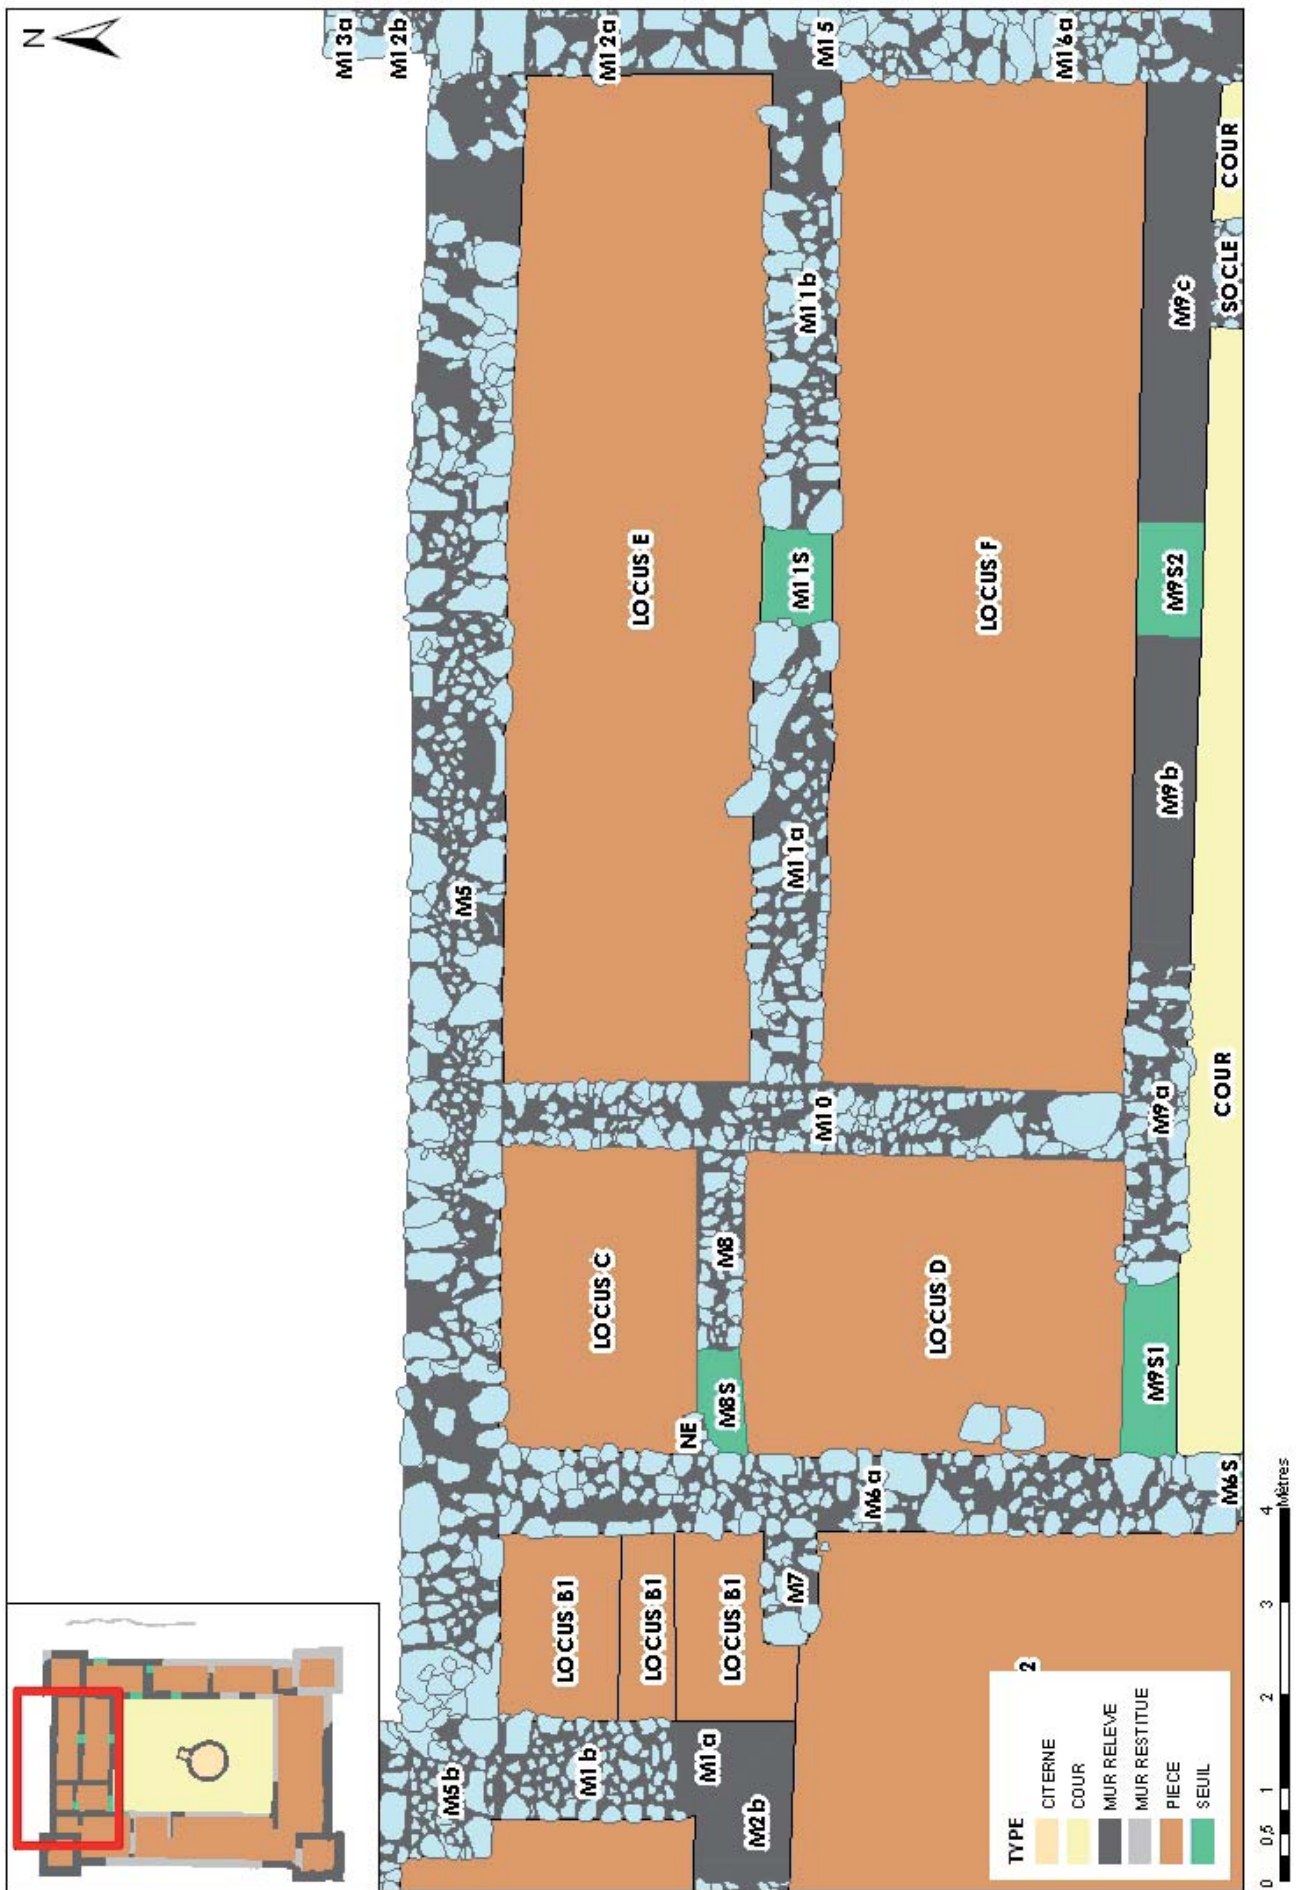 N
M13a
M12b
M12a
M15
M16a
M5
LOCUS E
M11b
M11S
M11a
LOCUS F
M9c
COUR
SOCLE
M9S2
M9b
M9a
COUR
M10
LOCUS C
M8
M8S
NE
LOCUS D
M9S1
M6a
M6S
LOCUS B1
LOCUS B1
LOCUS B1
M7
M5b
M1b
M1a
M2b
2
TYPE
CITERNE
COUR
MUR RELEVE
MUR RESTITUE
PIECE
SEUIL
0 0,5 1 2 3 4
Mètres